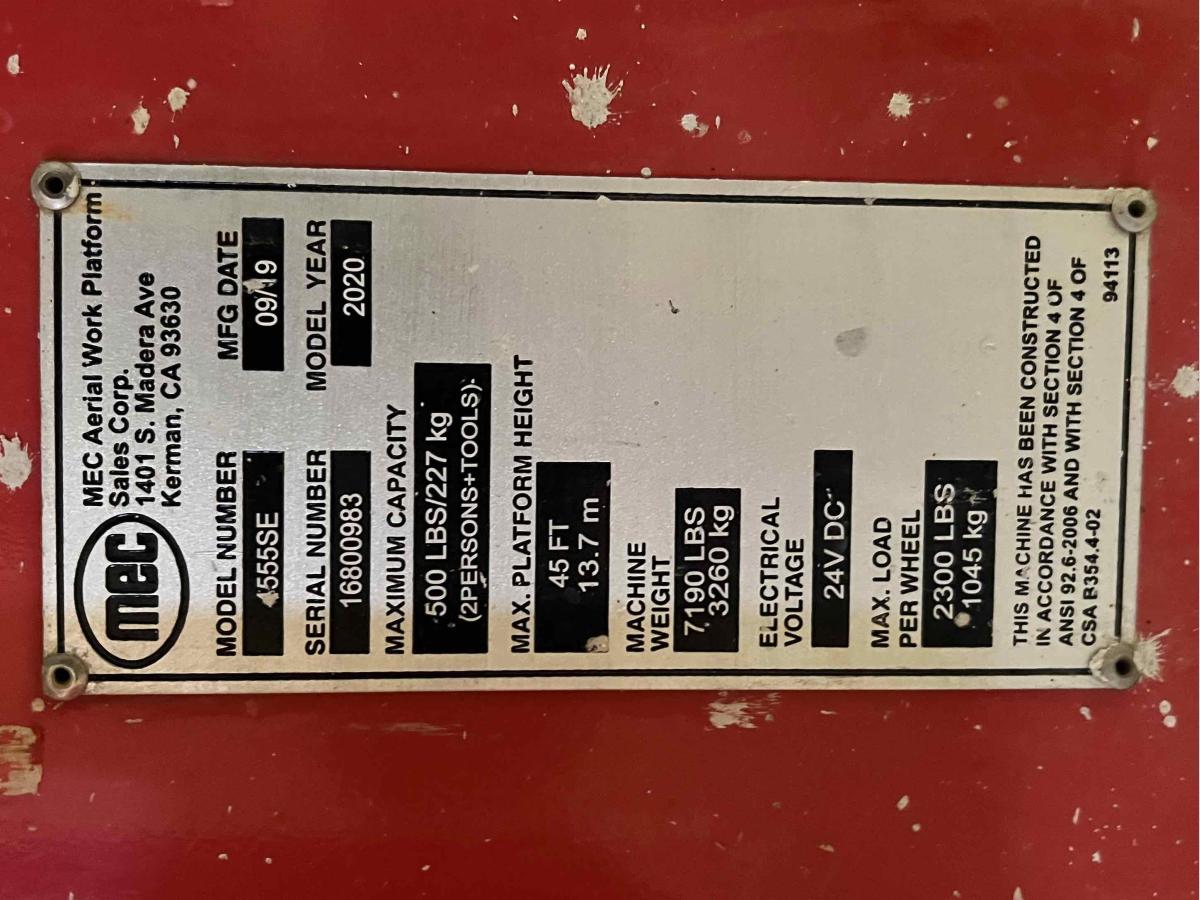 mec
MEC Aerial Work Platform
Sales Corp.
1401 S. Madera Ave
Kerman, CA 93630
MODEL NUMBER
4555SE
MFG DATE
09/19
SERIAL NUMBER
16800983
MODEL YEAR
2020
MAXIMUM CAPACITY
500 LBS/227 kg
(2PERSONS+TOOLS)
MAX. PLATFORM HEIGHT
45 FT
13.7 m
MACHINE
WEIGHT
7190 LBS
3260 kg
ELECTRICAL
VOLTAGE
24V DC
MAX. LOAD
PER WHEEL
2300 LBS
1045 kg
THIS MACHINE HAS BEEN CONSTRUCTED
IN ACCORDANCE WITH SECTION 4 OF
ANSI 92.6-2006 AND WITH SECTION 4 OF
CSA B354.4-02
94113